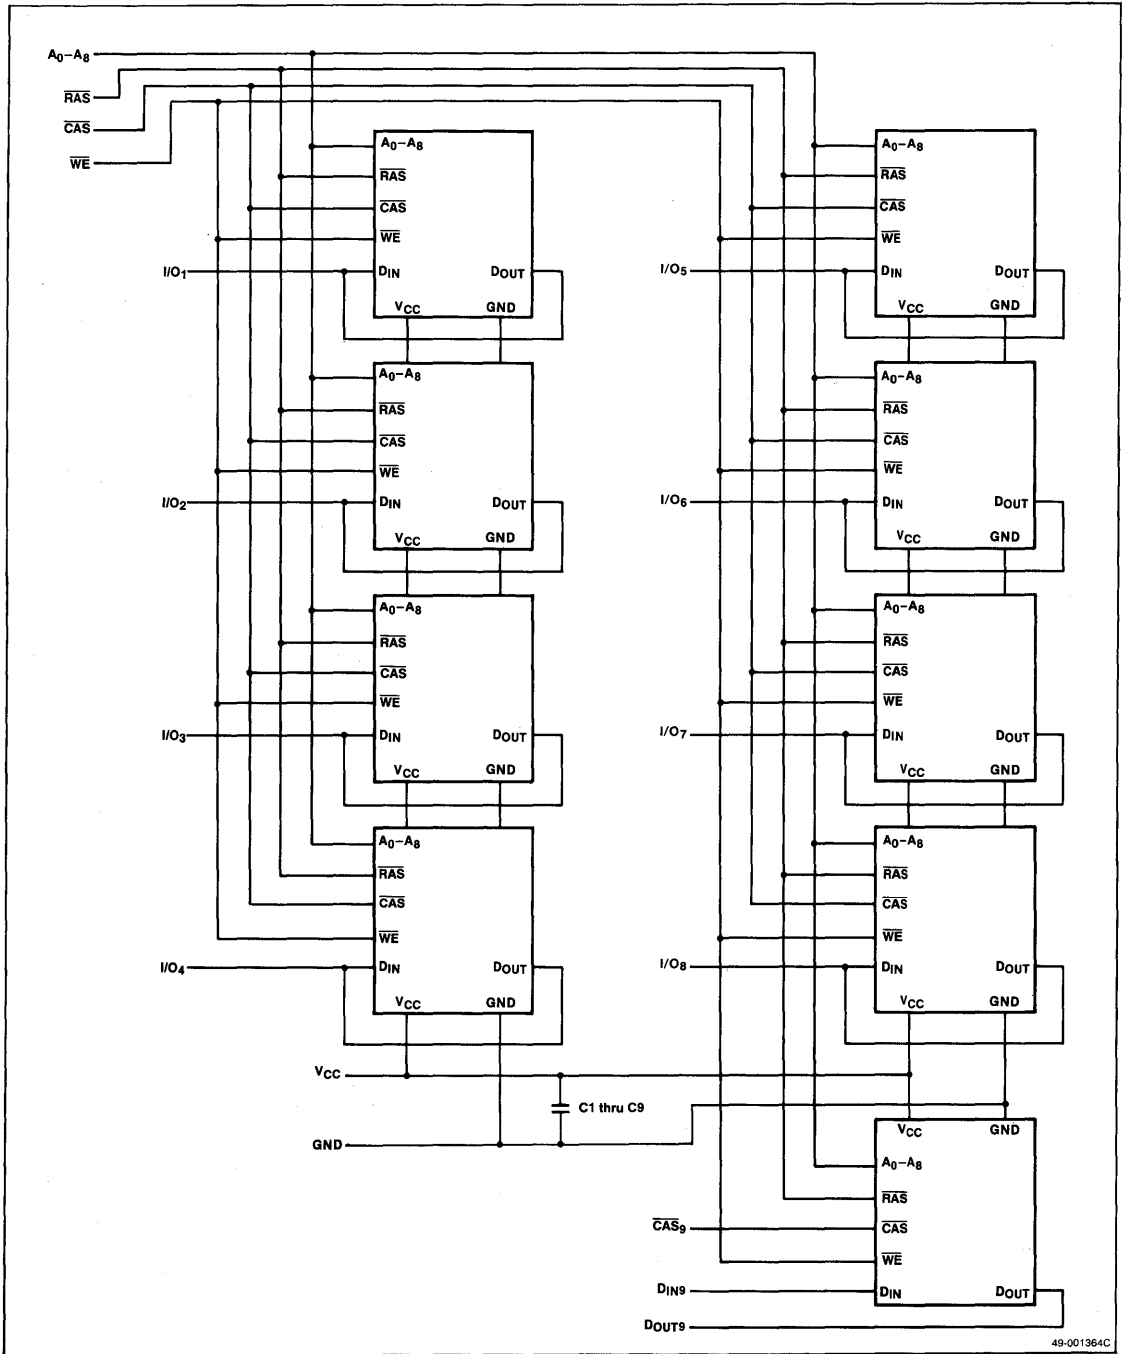 A0–A8
RAS
CAS
WE
A0–A8
RAS
CAS
WE
I/O1
DIN
DOUT
VCC
GND
A0–A8
RAS
CAS
WE
I/O2
DIN
DOUT
VCC
GND
A0–A8
RAS
CAS
WE
I/O3
DIN
DOUT
VCC
GND
A0–A8
RAS
CAS
WE
I/O4
DIN
DOUT
VCC
GND
VCC
C1 thru C9
GND
A0–A8
RAS
CAS
WE
I/O5
DIN
DOUT
VCC
GND
A0–A8
RAS
CAS
WE
I/O6
DIN
DOUT
VCC
GND
A0–A8
RAS
CAS
WE
I/O7
DIN
DOUT
VCC
GND
A0–A8
RAS
CAS
WE
I/O8
DIN
DOUT
VCC
GND
VCC
GND
A0–A8
RAS
CAS9
CAS
WE
DIN9
DIN
DOUT
DOUT9
49-001364C